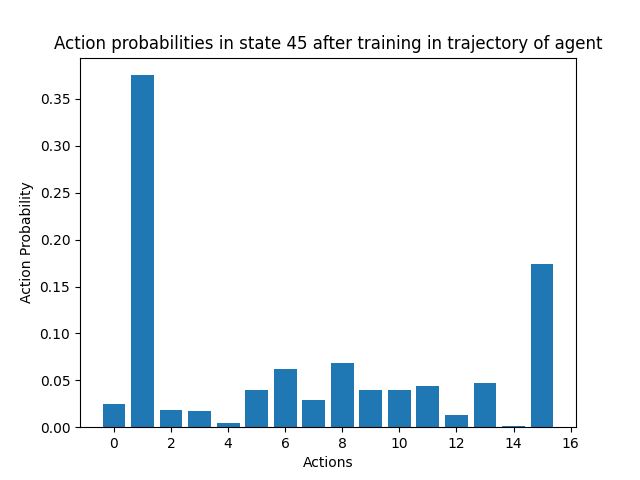 Action probabilities in state 45 after training in trajectory of agent
0.35
0.30
0.25
0.20
0.15
0.10
0.05
0.00
Action Probability
0 2 4 6 8 10 12 14 16
Actions